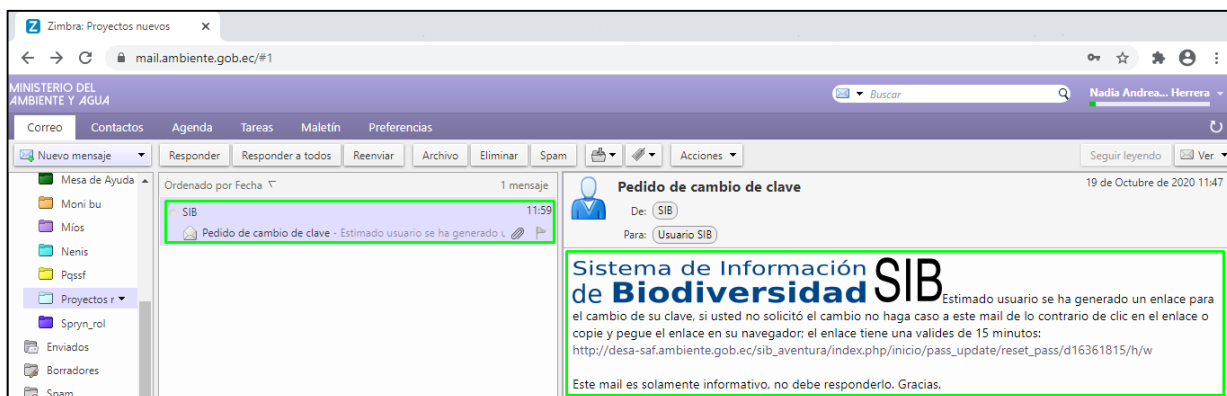 Zimbra: Proyectos nuevos
mail.ambiente.gob.ec/#1
MINISTERIO DEL
AMBIENTE Y AGUA
Buscar
Nadia Andrea... Herrera
Correo Contactos Agenda Tareas Maletín Preferencias
Nuevo mensaje Responder Responder a todos Reenviar Archivo Eliminar Spam Acciones Seguir leyendo Ver
Mesa de Ayuda
Moni bu
Míos
Nenis
Pqssf
Proyectos r
Spryn_rol
Enviados
Borradores
Spam
Ordenado por Fecha 1 mensaje
SIB 11:59
Pedido de cambio de clave - Estimado usuario se ha generado
Pedido de cambio de clave 19 de Octubre de 2020 11:47
De: SIB
Para: Usuario SIB
Sistema de Información
de Biodiversidad SIB Estimado usuario se ha generado un enlace para
el cambio de su clave, si usted no solicitó el cambio no haga caso a este mail de lo contrario de clic en el enlace o
copie y pegue el enlace en su navegador; el enlace tiene una valides de 15 minutos:
http://desa-saf.ambiente.gob.ec/sib_aventura/index.php/inicio/pass_update/reset_pass/d16361815/h/w
Este mail es solamente informativo, no debe responderlo. Gracias.